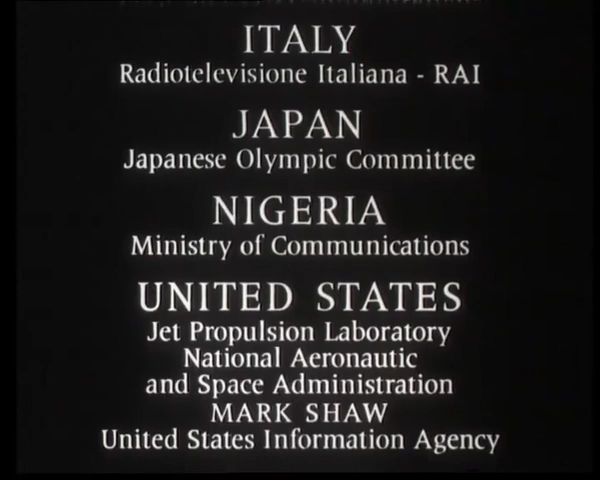 ITALY
Radiotelevisione Italiana - RAI
JAPAN
Japanese Olympic Committee
NIGERIA
Ministry of Communications
UNITED STATES
Jet Propulsion Laboratory
National Aeronautic
and Space Administration
MARK SHAW
United States Information Agency